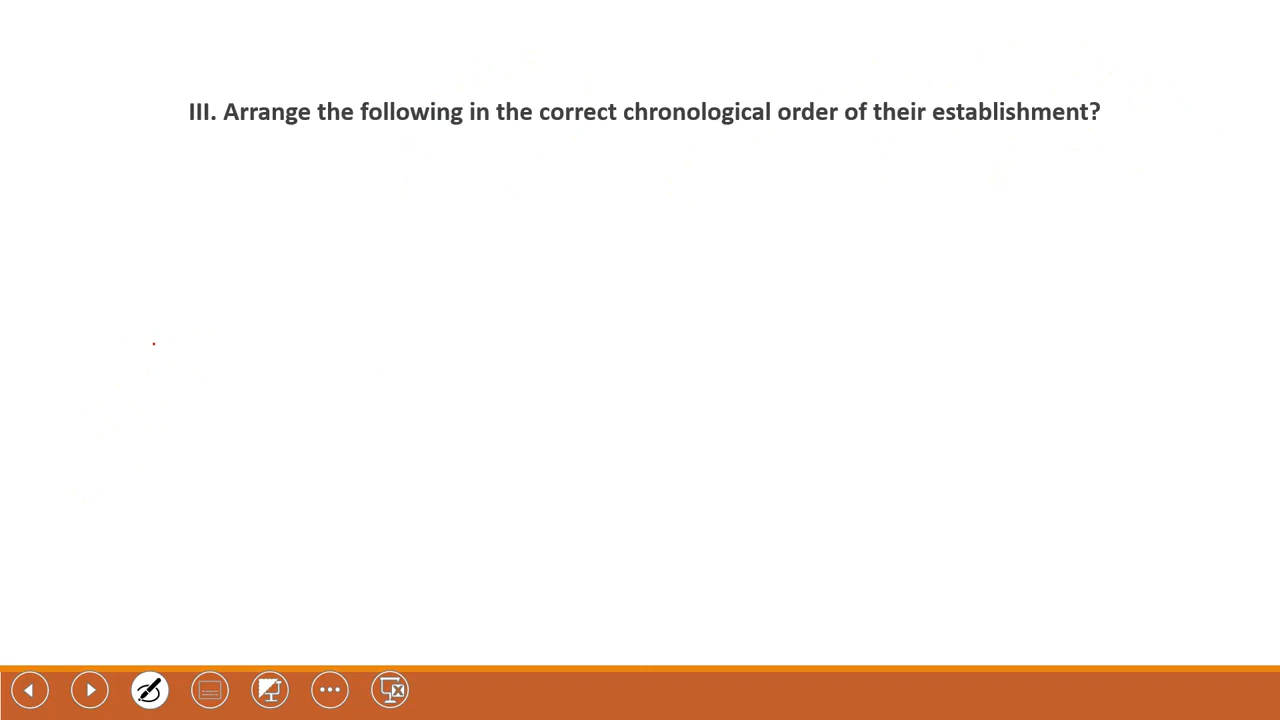 III. Arrange the following in the correct chronological order of their establishment?